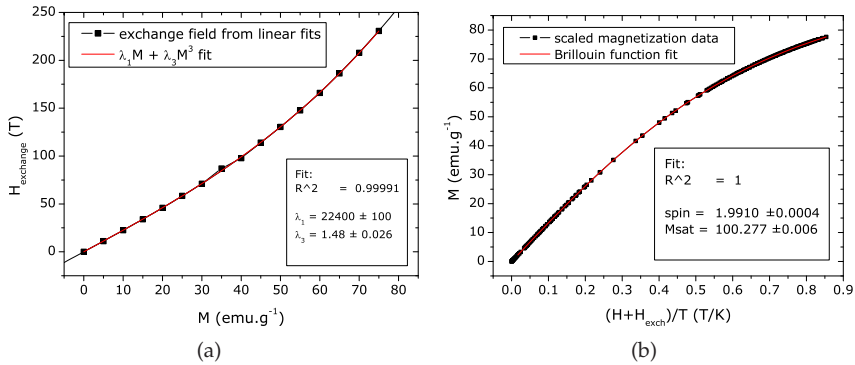 250
200
150
100
50
0
H_exchange (T)
exchange field from linear fits
λ₁M + λ₃M³ fit
Fit:
R^2 = 0.99991
λ₁ = 22400 ± 100
λ₃ = 1.48 ± 0.026
0 10 20 30 40 50 60 70 80
M (emu.g⁻¹)
(a)
80
70
60
50
40
30
20
10
0
M (emu.g⁻¹)
scaled magnetization data
Brillouin function fit
Fit:
R^2 = 1
spin = 1.9910 ±0.0004
Msat = 100.277 ±0.006
0.0 0.1 0.2 0.3 0.4 0.5 0.6 0.7 0.8 0.9
(H+H_exch)/T (T/K)
(b)